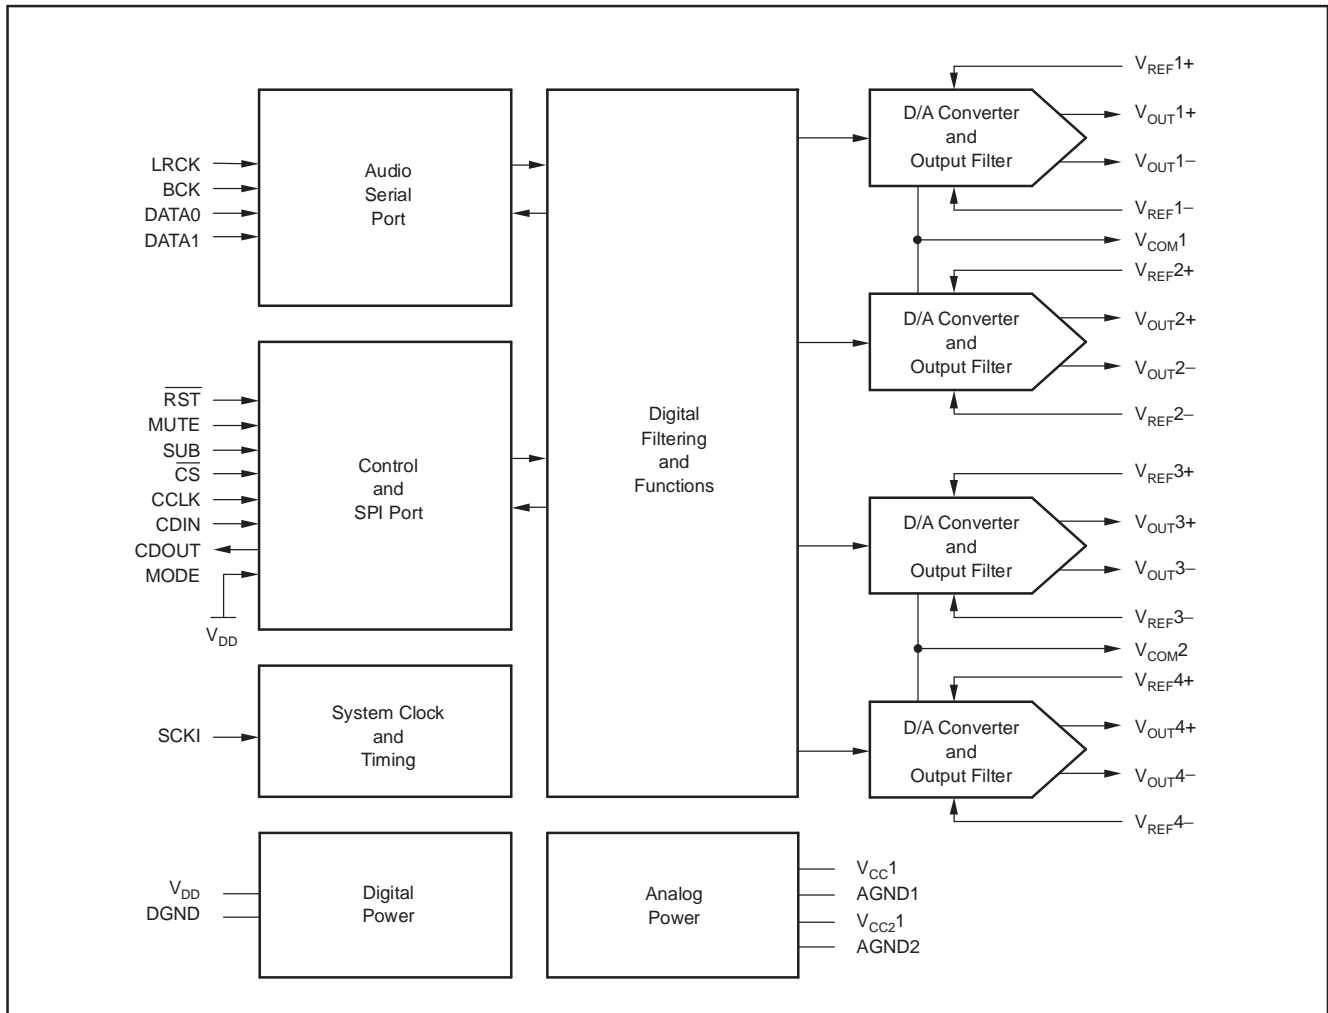 LRCK
BCK
DATA0
DATA1
Audio
Serial
Port
RST
MUTE
SUB
CS
CCLK
CDIN
CDOUT
MODE
VDD
Control
and
SPI Port
SCKI
System Clock
and
Timing
VDD
DGND
Digital
Power
Digital
Filtering
and
Functions
Analog
Power
VCC1
AGND1
VCC21
AGND2
D/A Converter
and
Output Filter
VREF1+
VOUT1+
VOUT1−
VREF1−
VCOM1
D/A Converter
and
Output Filter
VREF2+
VOUT2+
VOUT2−
VREF2−
D/A Converter
and
Output Filter
VREF3+
VOUT3+
VOUT3−
VREF3−
VCOM2
D/A Converter
and
Output Filter
VREF4+
VOUT4+
VOUT4−
VREF4−